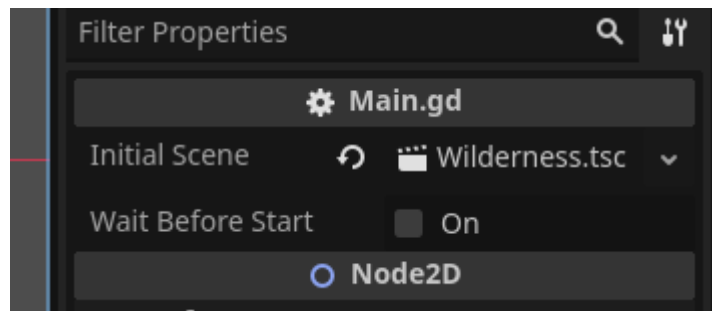 Filter Properties
Main.gd
Initial Scene Wilderness.tsc
Wait Before Start On
Node2D